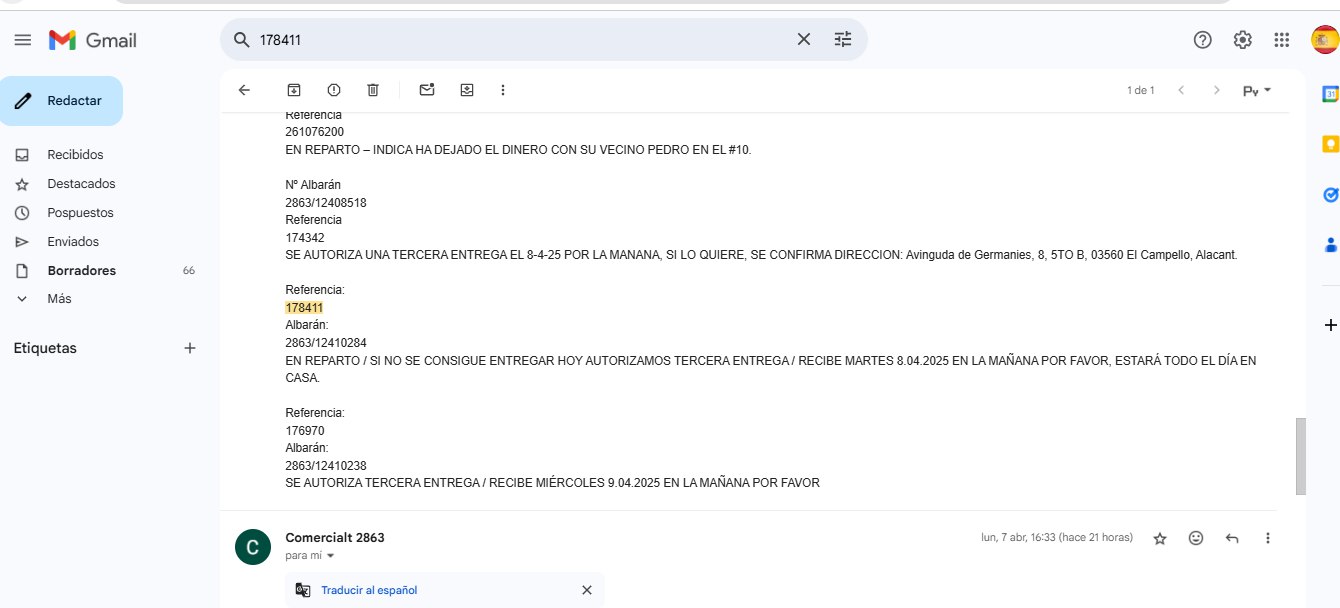 Gmail
178411
Redactar
1 de 1
Recibidos
Destacados
Pospuestos
Enviados
Borradores 66
Más
Etiquetas
Referencia
261076200
EN REPARTO – INDICA HA DEJADO EL DINERO CON SU VECINO PEDRO EN EL #10.
Nº Albarán
2863/12408518
Referencia
174342
SE AUTORIZA UNA TERCERA ENTREGA EL 8-4-25 POR LA MANANA, SI LO QUIERE, SE CONFIRMA DIRECCION: Avinguda de Germanies, 8, 5TO B, 03560 El Campello, Alacant.
Referencia:
178411
Albarán:
2863/12410284
EN REPARTO / SI NO SE CONSIGUE ENTREGAR HOY AUTORIZAMOS TERCERA ENTREGA / RECIBE MARTES 8.04.2025 EN LA MAÑANA POR FAVOR, ESTARÁ TODO EL DÍA EN
CASA.
Referencia:
176970
Albarán:
2863/12410238
SE AUTORIZA TERCERA ENTREGA / RECIBE MIÉRCOLES 9.04.2025 EN LA MAÑANA POR FAVOR
C
Comercialt 2863
lun, 7 abr, 16:33 (hace 21 horas)
para mí
Traducir al español
31